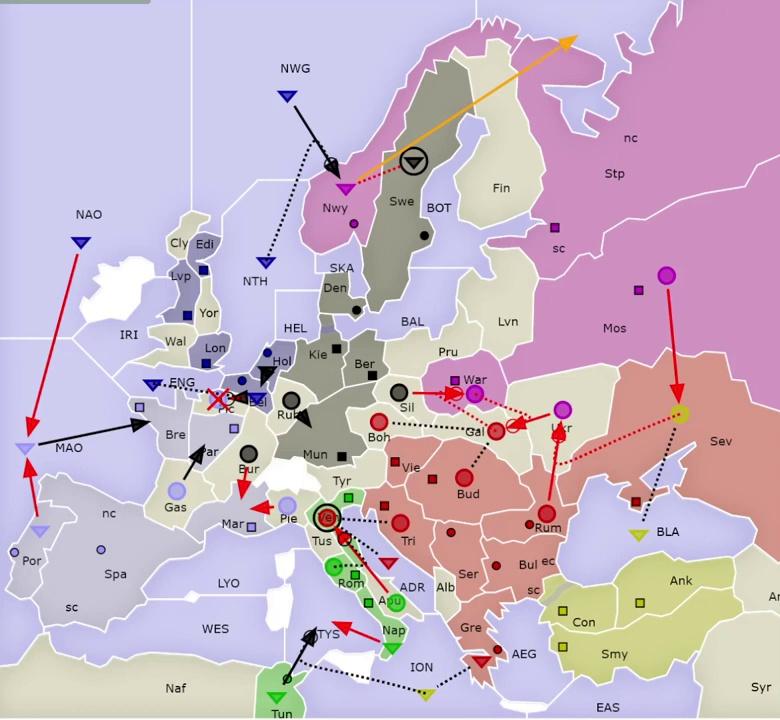 NWG
nc
Stp
Fin
Swe
Nwy
BOT
NAO
Cly
Edi
sc
SKA
Lvp
NTH
Den
Mos
Yor
HEL
BAL
Lvn
IRI
Wal
Lon
Kie
Pru
Hol
Ber
War
ENG
Pic
Bel
Sil
Ruh
Ukr
Bre
Boh
Gal
Sev
MAO
Par
Mun
Bur
Vie
Tyr
Bud
Gas
nc
Mar
Pie
Ven
Tri
Rum
Por
Tus
BLA
Spa
Rom
Ser
Bul
ec
LYO
ADR
Alb
sc
Ank
sc
Apu
Con
WES
TYS
Nap
Gre
AEG
Smy
ION
Naf
Syr
Tun
EAS